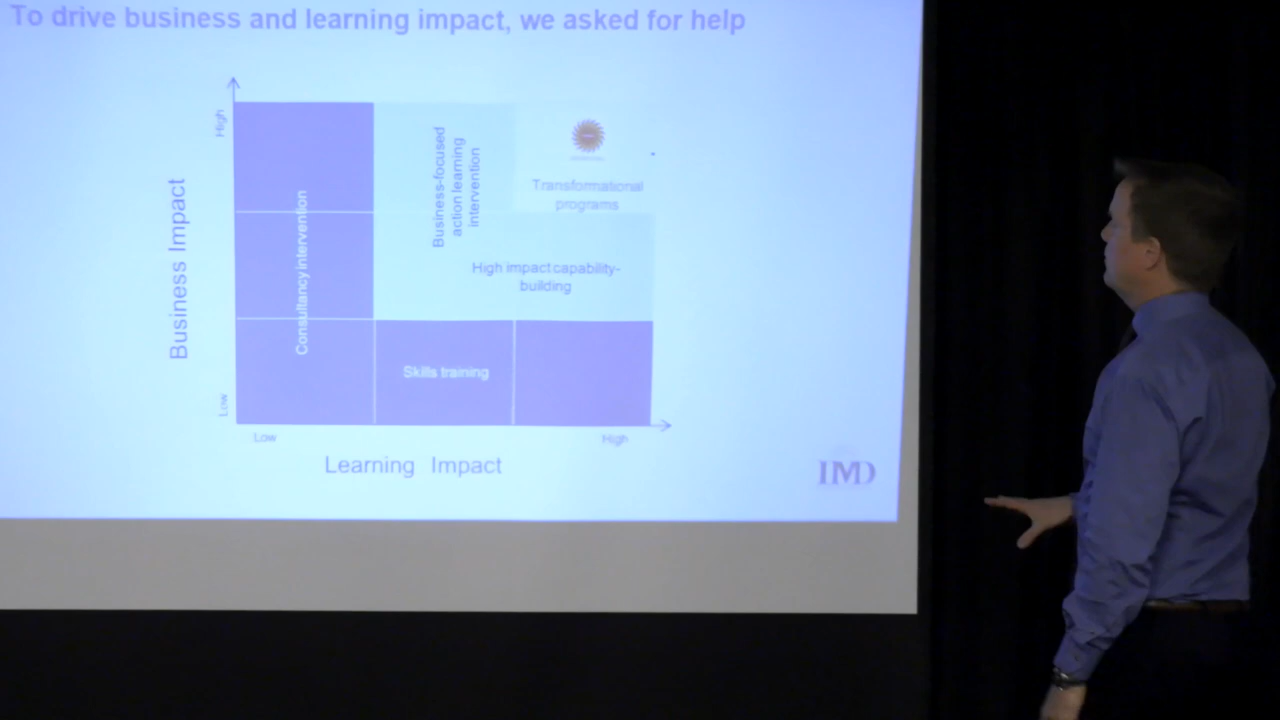 To drive business and learning impact, we asked for help
High
Business Impact
Low
Consultancy intervention
Business-focused
action learning
intervention
Transformational
programs
High impact capability-
building
Skills training
Low
High
Learning Impact
IMD